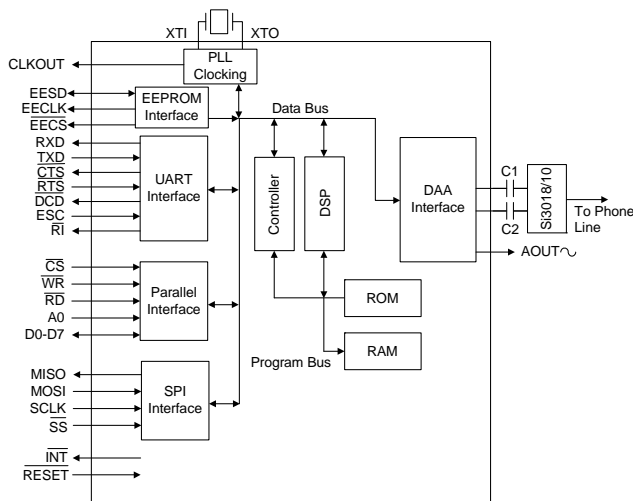 XTI
XTO
CLKOUT
PLL
Clocking
EESD
EECLK
EECS
EEPROM
Interface
Data Bus
RXD
TXD
CTS
RTS
DCD
ESC
RI
UART
Interface
Controller
DSP
DAA
Interface
C1
C2
Si3018/10
To Phone
Line
AOUT
CS
WR
RD
A0
D0-D7
Parallel
Interface
ROM
RAM
Program Bus
MISO
MOSI
SCLK
SS
SPI
Interface
INT
RESET